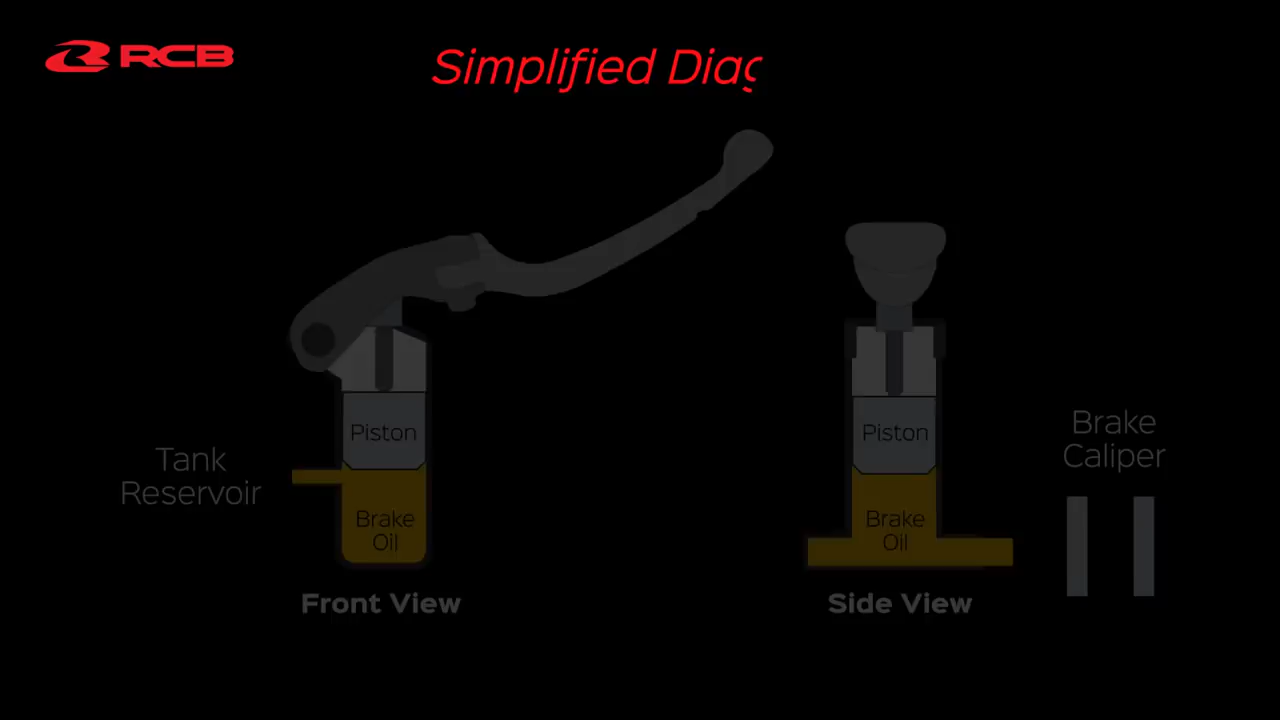 RCB
Simplified Diag
Tank
Reservoir
Piston
Brake
Oil
Front View
Piston
Brake
Oil
Side View
Brake
Caliper